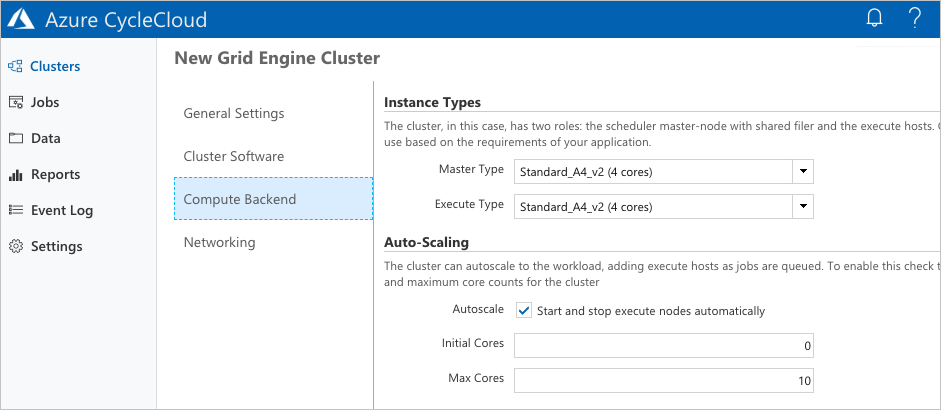 Azure CycleCloud
?
Clusters
Jobs
Data
Reports
Event Log
Settings
New Grid Engine Cluster
General Settings
Cluster Software
Compute Backend
Networking
Instance Types
The cluster, in this case, has two roles: the scheduler master-node with shared filer and the execute hosts.
use based on the requirements of your application.
Master Type Standard_A4_v2 (4 cores)
Execute Type Standard_A4_v2 (4 cores)
Auto-Scaling
The cluster can autoscale to the workload, adding execute hosts as jobs are queued. To enable this check
and maximum core counts for the cluster
Autoscale Start and stop execute nodes automatically
Initial Cores 0
Max Cores 10